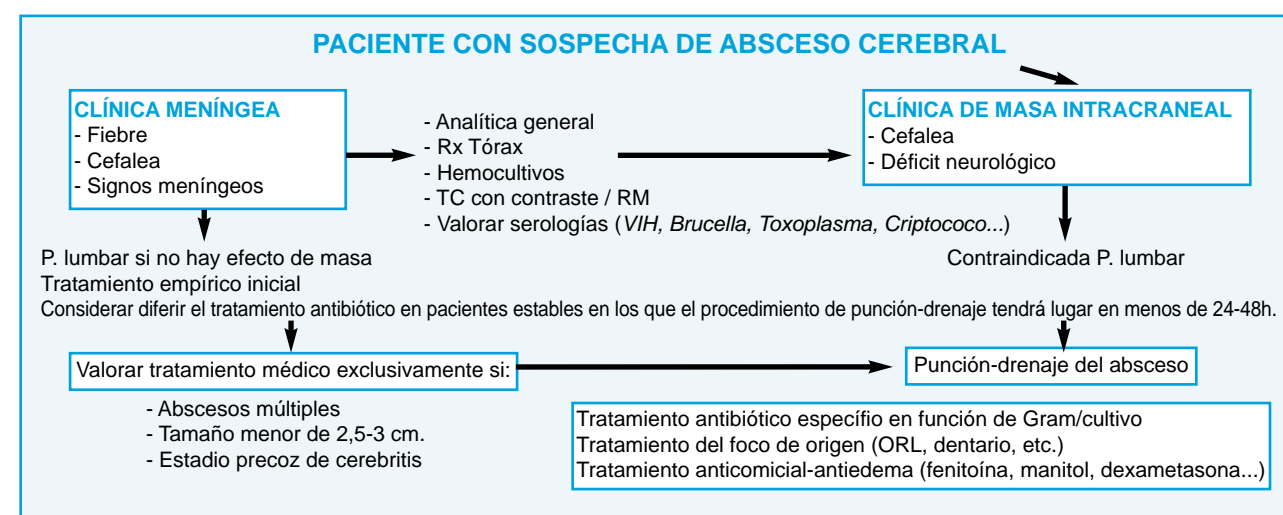 PACIENTE CON SOSPECHA DE ABSCESO CEREBRAL
CLÍNICA MENÍNGEA
- Fiebre
- Cefalea
- Signos meníngeos
- Analítica general
- Rx Tórax
- Hemocultivos
- TC con contraste / RM
- Valorar serologías (VIH, Brucella, Toxoplasma, Criptococo...)
CLÍNICA DE MASA INTRACRANEAL
- Cefalea
- Déficit neurológico
P. lumbar si no hay efecto de masa
Tratamiento empírico inicial
Contraindicada P. lumbar
Considerar diferir el tratamiento antibiótico en pacientes estables en los que el procedimiento de punción-drenaje tendrá lugar en menos de 24-48h.
Valorar tratamiento médico exclusivamente si:
- Abscesos múltiples
- Tamaño menor de 2,5-3 cm.
- Estadio precoz de cerebritis
Punción-drenaje del absceso
Tratamiento antibiótico específio en función de Gram/cultivo
Tratamiento del foco de origen (ORL, dentario, etc.)
Tratamiento anticomicial-antiedema (fenitoína, manitol, dexametasona...)